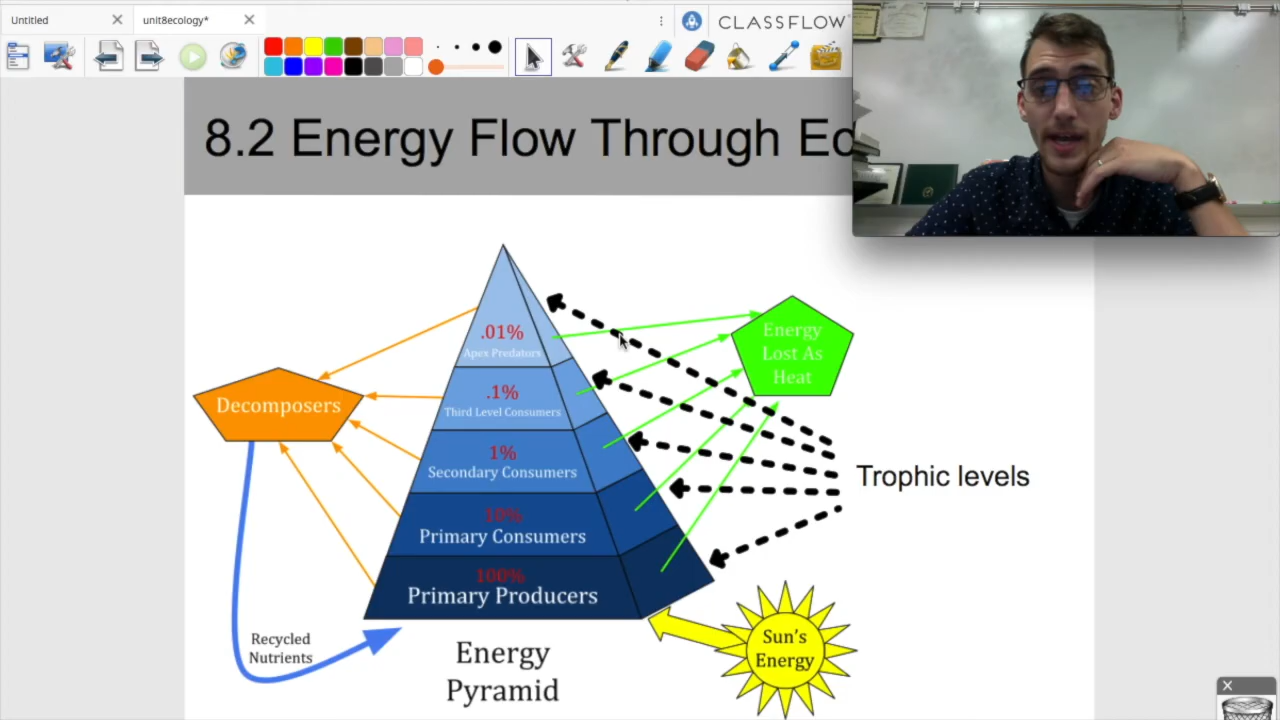 Untitled
unit8ecology*
CLASSFLOW
8.2 Energy Flow Through Ec
.01%
Apex Predators
.1%
Third Level Consumers
1%
Secondary Consumers
10%
Primary Consumers
100%
Primary Producers
Decomposers
Energy
Lost As
Heat
Trophic levels
Recycled
Nutrients
Energy
Pyramid
Sun's
Energy